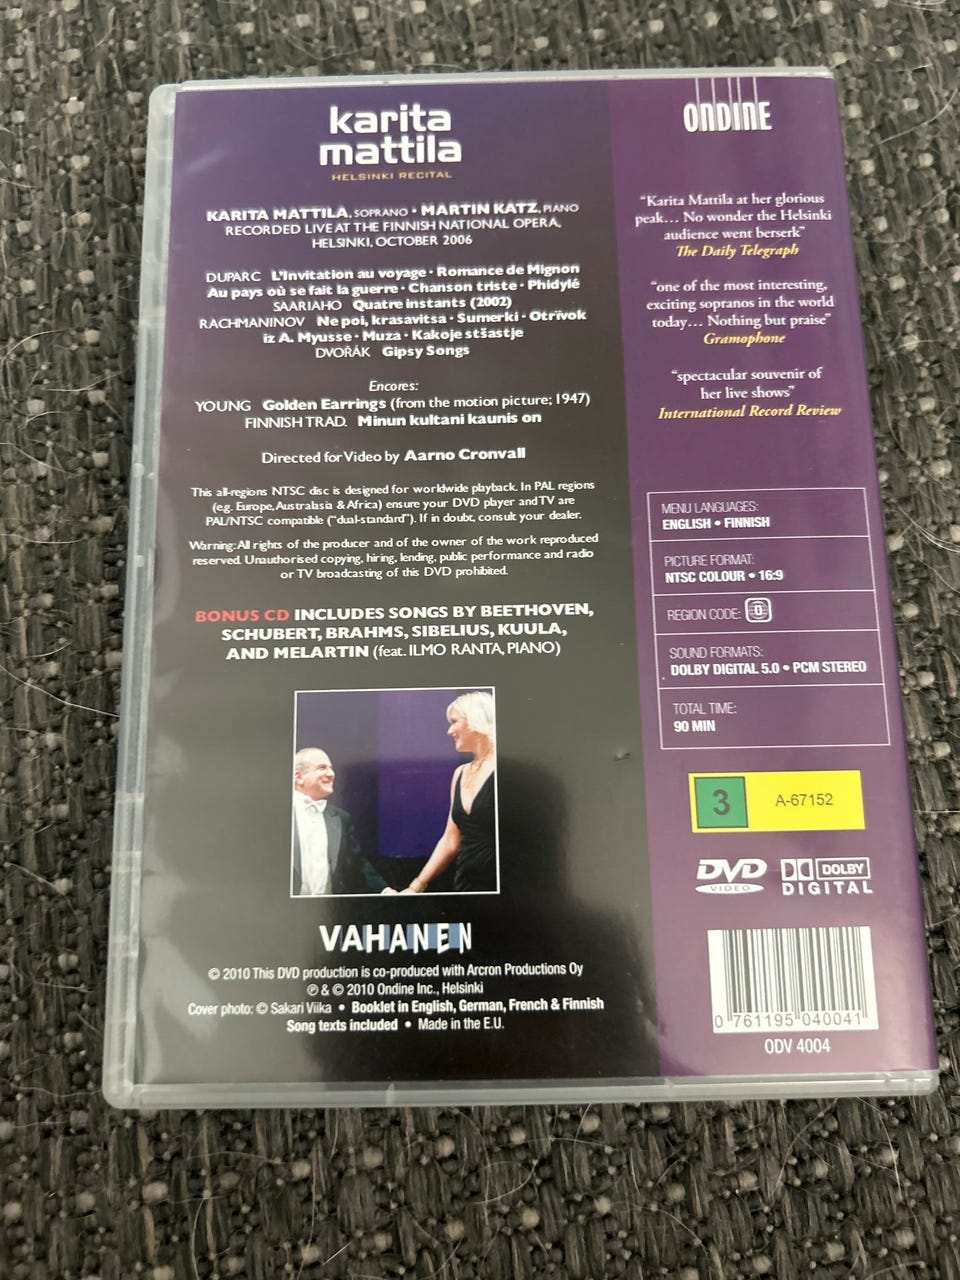 karita
mattila
HELSINKI RECITAL
KARITA MATTILA, SOPRANO • MARTIN KATZ, PIANO
RECORDED LIVE AT THE FINNISH NATIONAL OPERA,
HELSINKI, OCTOBER 2006
DUPARC L'Invitation au voyage • Romance de Mignon
Au pays où se fait la guerre • Chanson triste • Phidylé
SAARIAHO Quatre instants (2002)
RACHMANINOV Ne poi, krasavitsa • Sumerki • Otrïvok
iz A. Myusse • Muza • Kakoje stšastje
DVOŘÁK Gipsy Songs
Encores:
YOUNG Golden Earrings (from the motion picture; 1947)
FINNISH TRAD. Minun kultani kaunis on
Directed for Video by Aarno Cronvall
This all-regions NTSC disc is designed for worldwide playback. In PAL regions
(e.g. Europe, Australasia & Africa) ensure your DVD player and TV are
PAL/NTSC compatible ("dual-standard"). If in doubt, consult your dealer.
Warning: All rights of the producer and of the owner of the work reproduced
reserved. Unauthorised copying, hiring, lending, public performance and radio
or TV broadcasting of this DVD prohibited.
BONUS CD INCLUDES SONGS BY BEETHOVEN,
SCHUBERT, BRAHMS, SIBELIUS, KUULA,
AND MELARTIN (feat. ILMO RANTA, PIANO)
VAHANEN
© 2010 This DVD production is co-produced with Arcron Productions Oy
℗ & © 2010 Ondine Inc., Helsinki
Cover photo: © Sakari Viika • Booklet in English, German, French & Finnish
Song texts included • Made in the E.U.
ONDINE
"Karita Mattila at her glorious
peak... No wonder the Helsinki
audience went berserk"
The Daily Telegraph
"one of the most interesting,
exciting sopranos in the world
today... Nothing but praise"
Gramophone
"spectacular souvenir of
her live shows"
International Record Review
MENU LANGUAGES:
ENGLISH • FINNISH
PICTURE FORMAT:
NTSC COLOUR • 16:9
REGION CODE: 0
SOUND FORMATS:
DOLBY DIGITAL 5.0 • PCM STEREO
TOTAL TIME:
90 MIN
3 A-67152
DVD
VIDEO
DOLBY
DIGITAL
0 761195 040041
ODV 4004